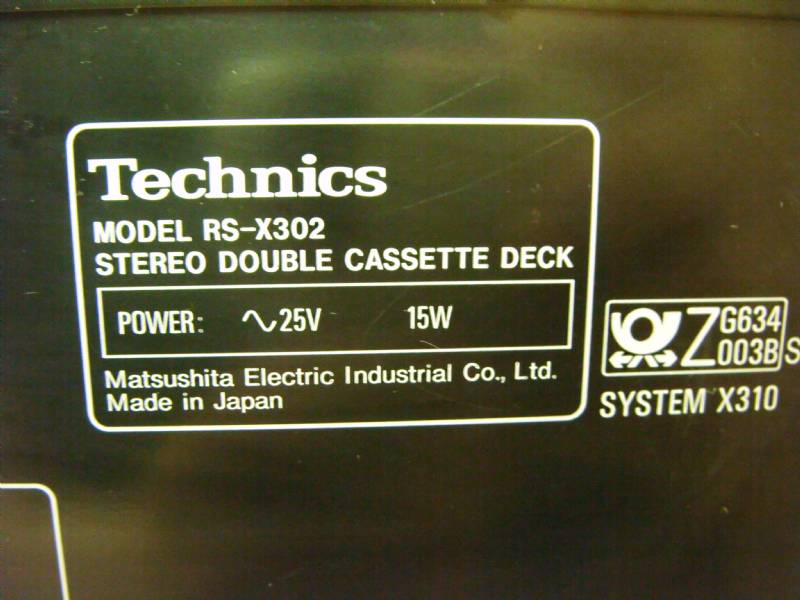 Technics
MODEL RS-X302
STEREO DOUBLE CASSETTE DECK
POWER: ∿25V 15W
Matsushita Electric Industrial Co., Ltd.
Made in Japan
Z G634
003B S
SYSTEM X310